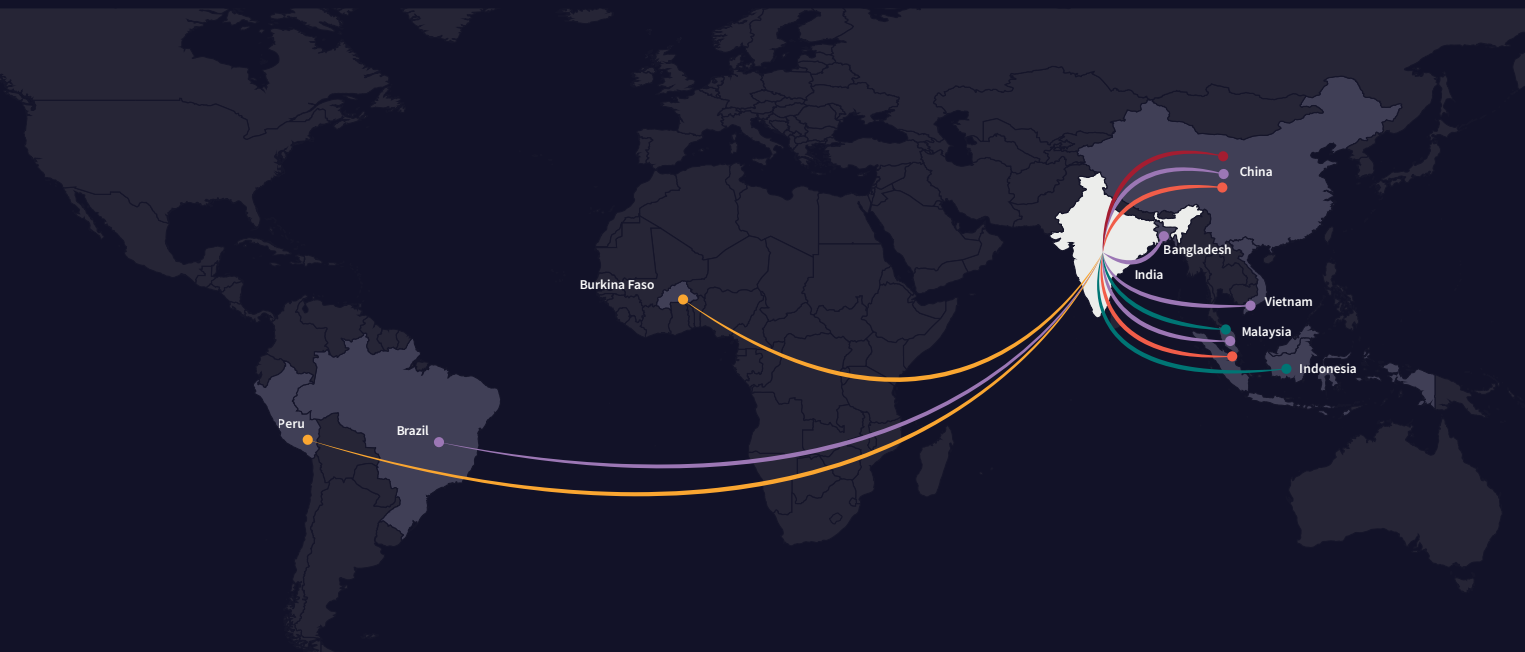 China
Bangladesh
India
Burkina Faso
Vietnam
Malaysia
Indonesia
Peru
Brazil